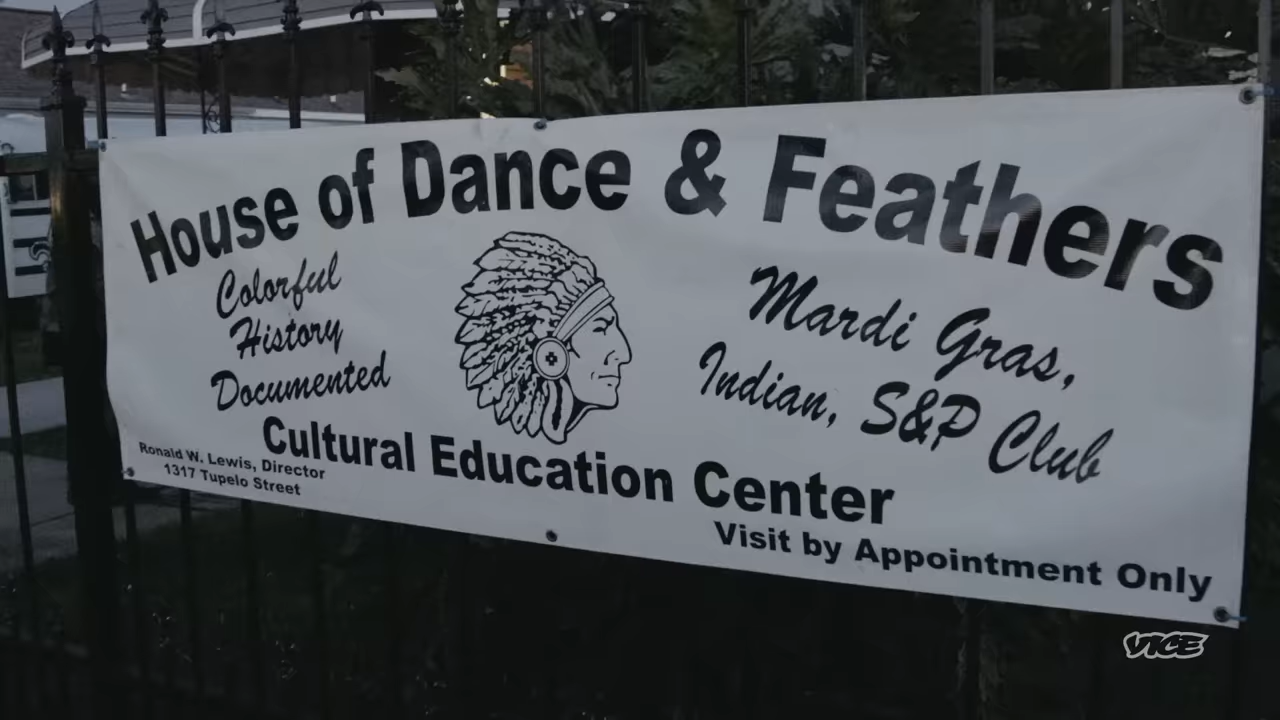 House of Dance & Feathers
Colorful
History
Documented
Mardi Gras,
Indian, S&P Club
Cultural Education Center
Ronald W. Lewis, Director
1317 Tupelo Street
Visit by Appointment Only
VICE